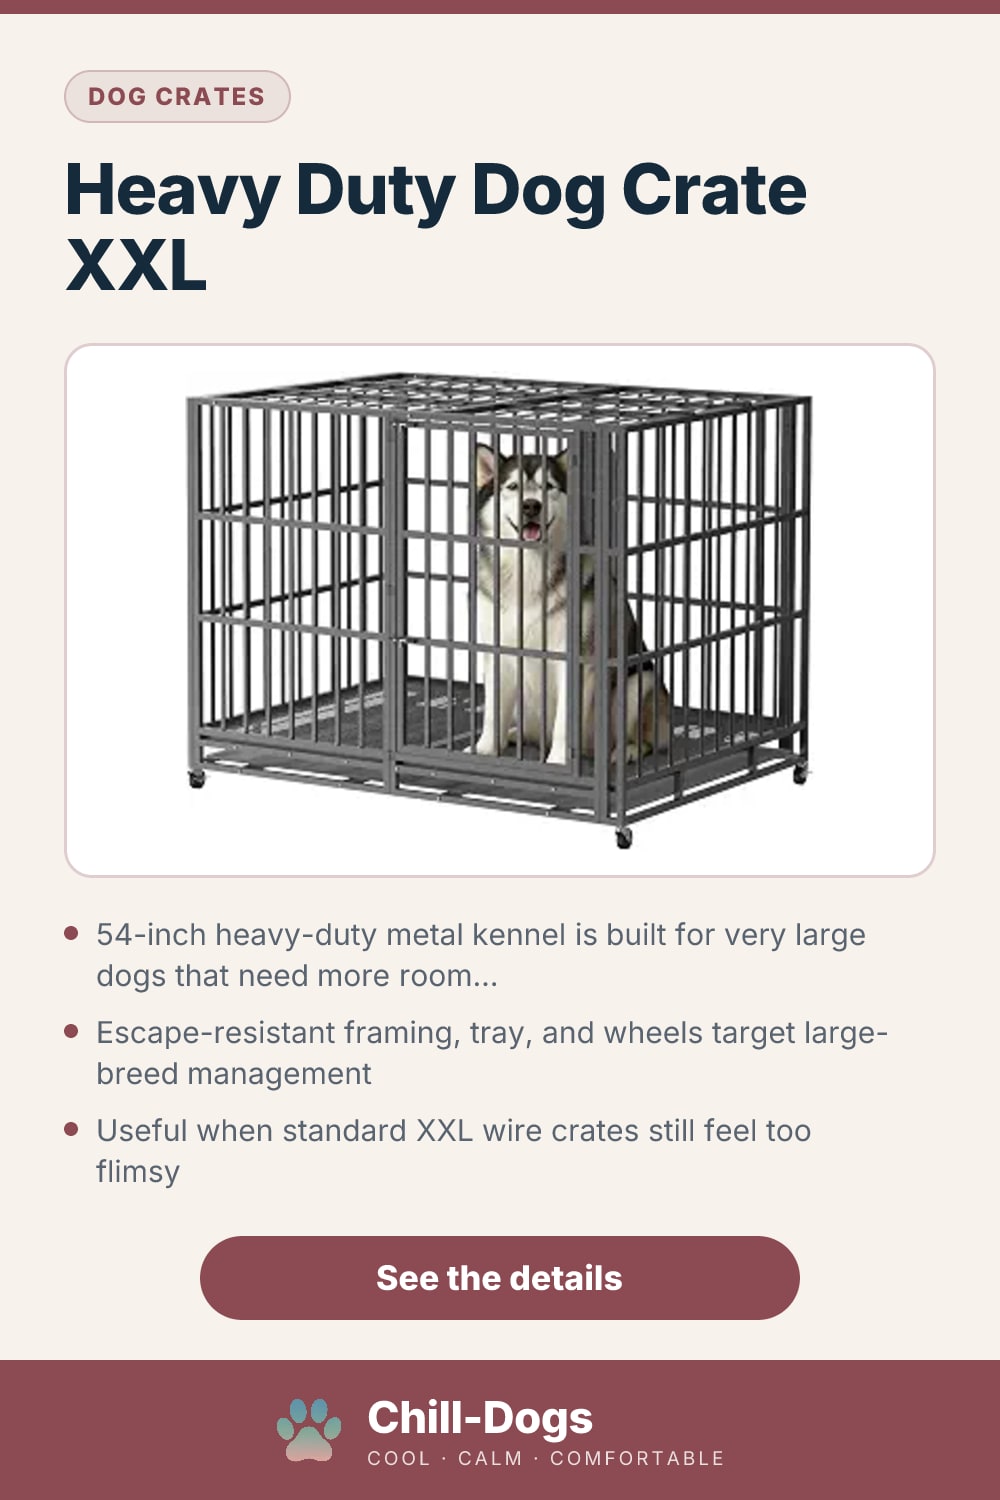 DOG CRATES
Heavy Duty Dog Crate
XXL
54-inch heavy-duty metal kennel is built for very large
dogs that need more room...
Escape-resistant framing, tray, and wheels target large-
breed management
Useful when standard XXL wire crates still feel too
flimsy
See the details
Chill-Dogs
COOL · CALM · COMFORTABLE